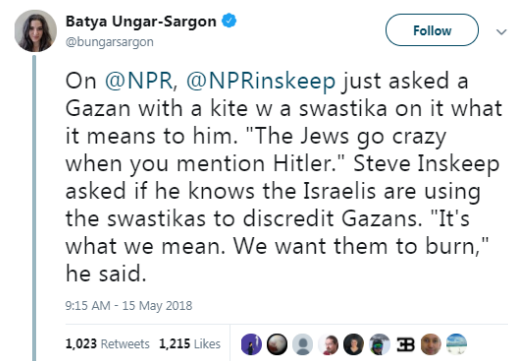 Batya Ungar-Sargon
@bungarsargon
Follow
On @NPR, @NPRinskeep just asked a
Gazan with a kite w a swastika on it what
it means to him. "The Jews go crazy
when you mention Hitler." Steve Inskeep
asked if he knows the Israelis are using
the swastikas to discredit Gazans. "It's
what we mean. We want them to burn,"
he said.
9:15 AM - 15 May 2018
1,023 Retweets 1,215 Likes